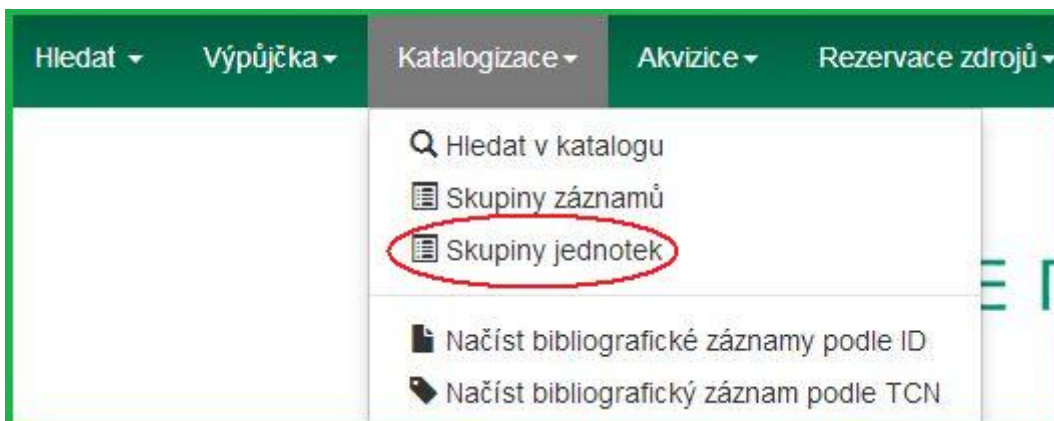 Hledat Výpůjčka Katalogizace Akvizice Rezervace zdrojů
Hledat v katalogu
Skupiny záznamů
Skupiny jednotek
Načíst bibliografické záznamy podle ID
Načíst bibliografický záznam podle TCN